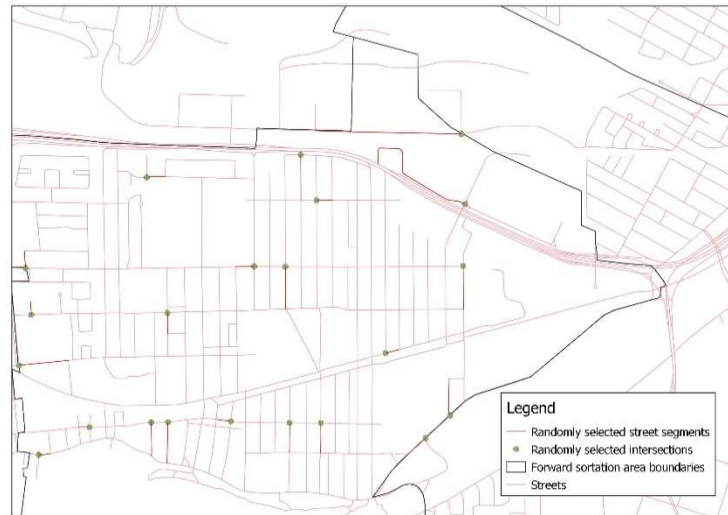 Legend
Randomly selected street segments
Randomly selected intersections
Forward sortation area boundaries
Streets